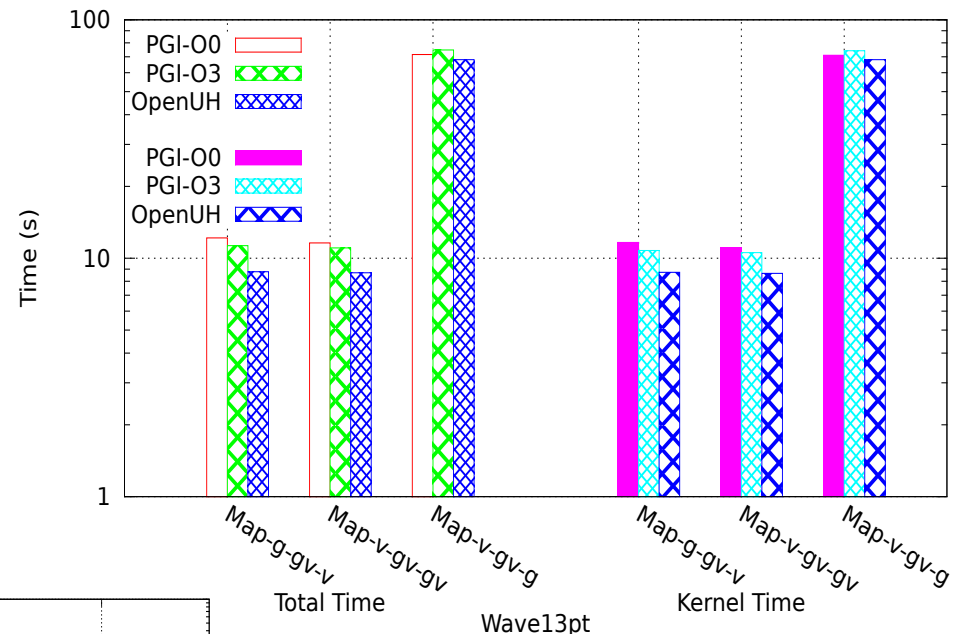 100
10
1
Time (s)
PGI-O0
PGI-O3
OpenUH
PGI-O0
PGI-O3
OpenUH
Map-g-gv-v
Map-v-gv-gv
Map-v-gv-g
Map-g-gv-v
Map-v-gv-gv
Map-v-gv-g
Total Time
Kernel Time
Wave13pt